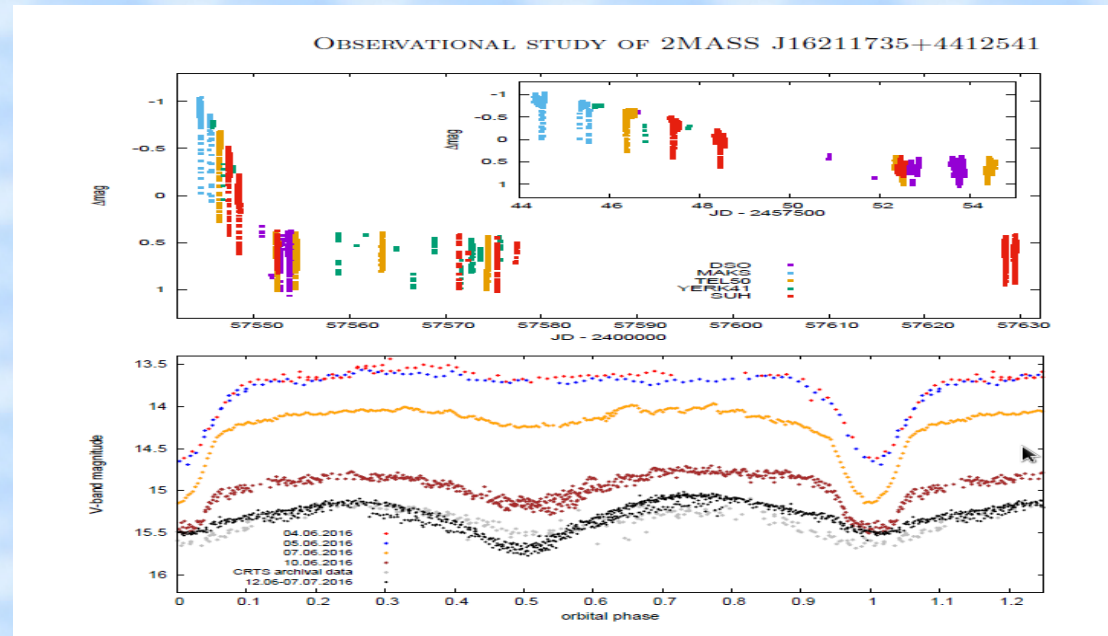 OBSERVATIONAL STUDY OF 2MASS J16211735+4412541
-1
-0.5
0
0.5
1
Δmag
-1
-0.5
0
0.5
1
Δmag
44 46 48 50 52 54
JD - 2457500
DSO
MAKS
TEL50
YERK41
SUH
57550 57560 57570 57580 57590 57600 57610 57620 57630
JD - 2400000
13.5
14
14.5
15
15.5
16
V-band magnitude
04.06.2016
05.06.2016
07.06.2016
10.06.2016
CRTS archival data
12.06-07.07.2016
0 0.1 0.2 0.3 0.4 0.5 0.6 0.7 0.8 0.9 1 1.1 1.2
orbital phase